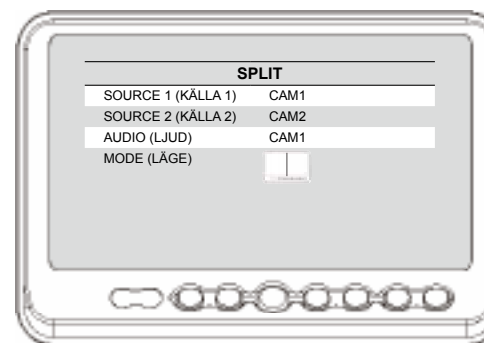 SPLIT
SOURCE 1 (KÄLLA 1) CAM1
SOURCE 2 (KÄLLA 2) CAM2
AUDIO (LJUD) CAM1
MODE (LÄGE)